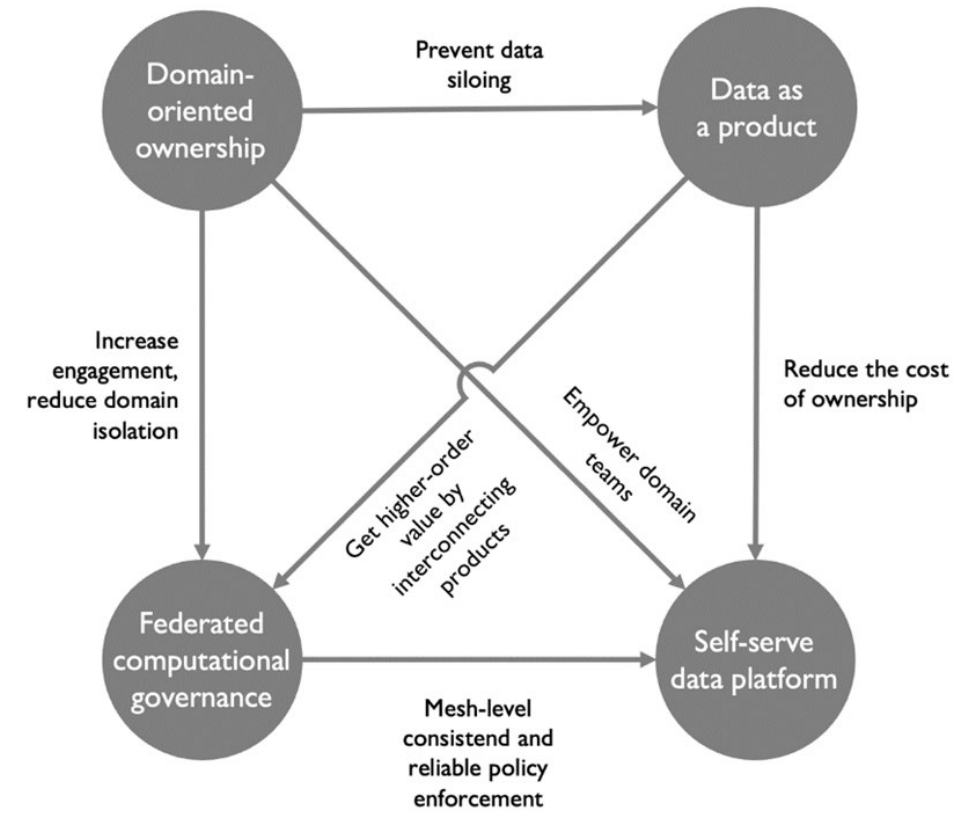 Domain-
oriented
ownership
Prevent data
siloing
Data as
a product
Increase
engagement,
reduce domain
isolation
Get higher-order
value by
interconnecting
products
Empower domain
teams
Reduce the cost
of ownership
Federated
computational
governance
Mesh-level
consistend and
reliable policy
enforcement
Self-serve
data platform